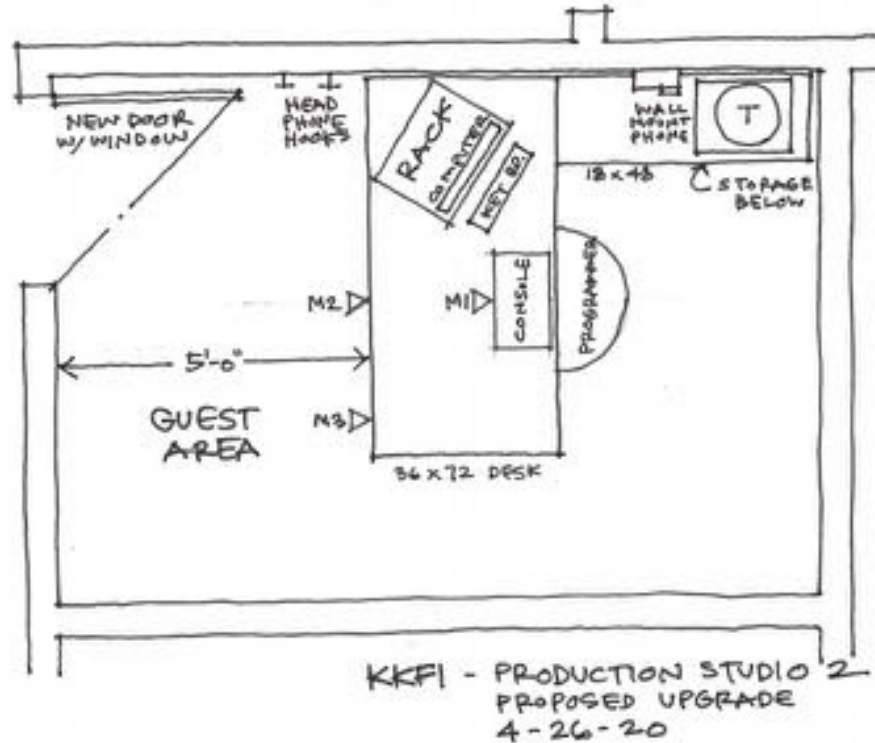 NEW DOOR
W/ WINDOW
HEAD
PHONE
HOOKS
RACK
COMPUTER
KEY BD.
WALL
MOUNT
PHONE
T
18 x 48
STORAGE
BELOW
M2
M1
CONSOLE
PROGRAMMER
5'-0"
GUEST
AREA
M3
36 x 72 DESK
KKFI - PRODUCTION STUDIO 2
PROPOSED UPGRADE
4-26-20